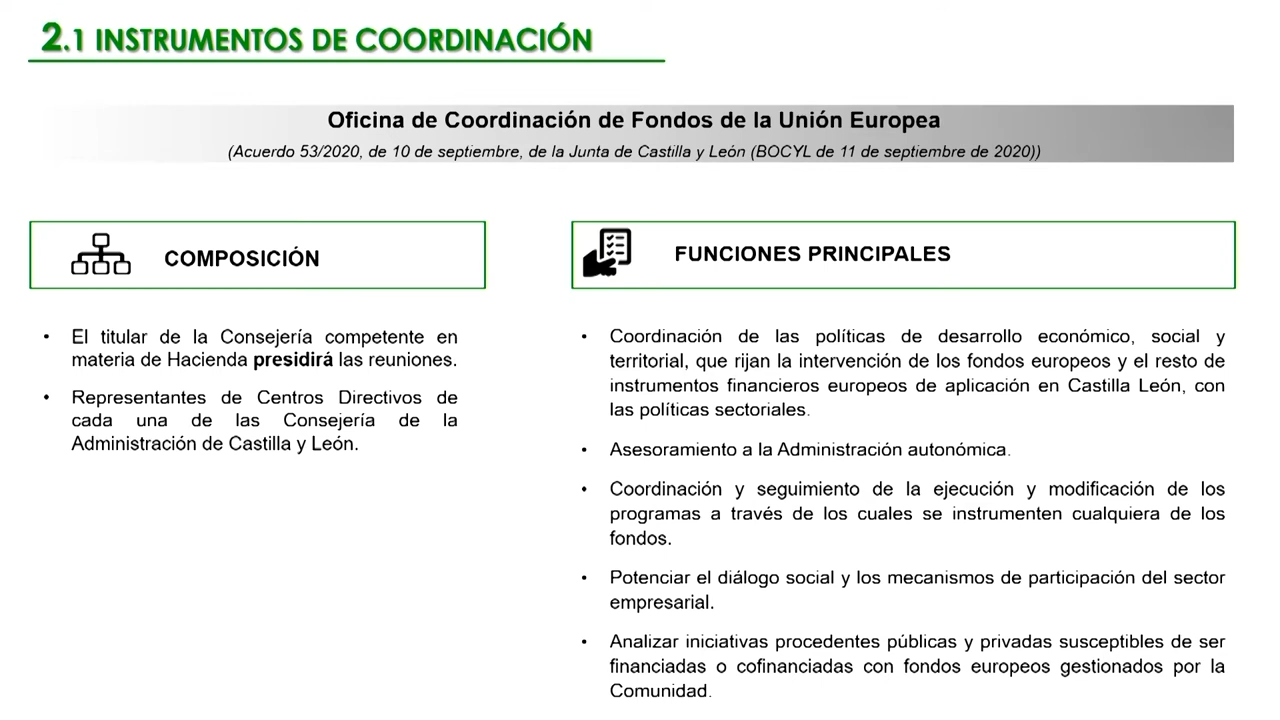 2.1 INSTRUMENTOS DE COORDINACIÓN
Oficina de Coordinación de Fondos de la Unión Europea
(Acuerdo 53/2020, de 10 de septiembre, de la Junta de Castilla y León (BOCYL de 11 de septiembre de 2020))
COMPOSICIÓN
• El titular de la Consejería competente en
materia de Hacienda presidirá las reuniones.
• Representantes de Centros Directivos de
cada una de las Consejería de la
Administración de Castilla y León.
FUNCIONES PRINCIPALES
• Coordinación de las políticas de desarrollo económico, social y
territorial, que rijan la intervención de los fondos europeos y el resto de
instrumentos financieros europeos de aplicación en Castilla León, con
las políticas sectoriales.
• Asesoramiento a la Administración autonómica.
• Coordinación y seguimiento de la ejecución y modificación de los
programas a través de los cuales se instrumenten cualquiera de los
fondos.
• Potenciar el diálogo social y los mecanismos de participación del sector
empresarial.
• Analizar iniciativas procedentes públicas y privadas susceptibles de ser
financiadas o cofinanciadas con fondos europeos gestionados por la
Comunidad.